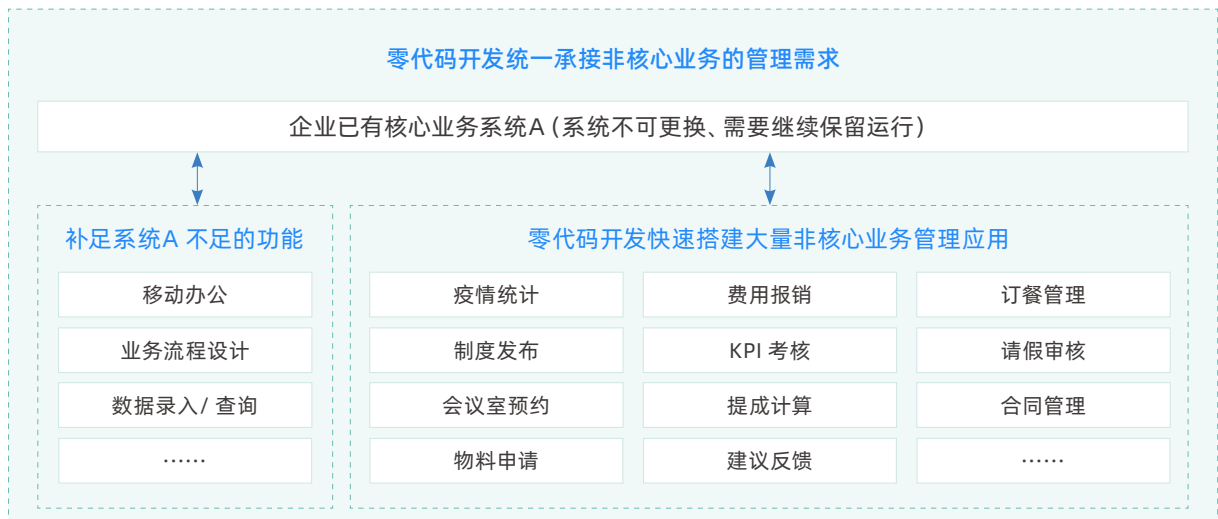 零代码开发统一承接非核心业务的管理需求
企业已有核心业务系统A（系统不可更换、需要继续保留运行）
补足系统A 不足的功能
移动办公
业务流程设计
数据录入/ 查询
……
零代码开发快速搭建大量非核心业务管理应用
疫情统计
费用报销
订餐管理
制度发布
KPI 考核
请假审核
会议室预约
提成计算
合同管理
物料申请
建议反馈
……